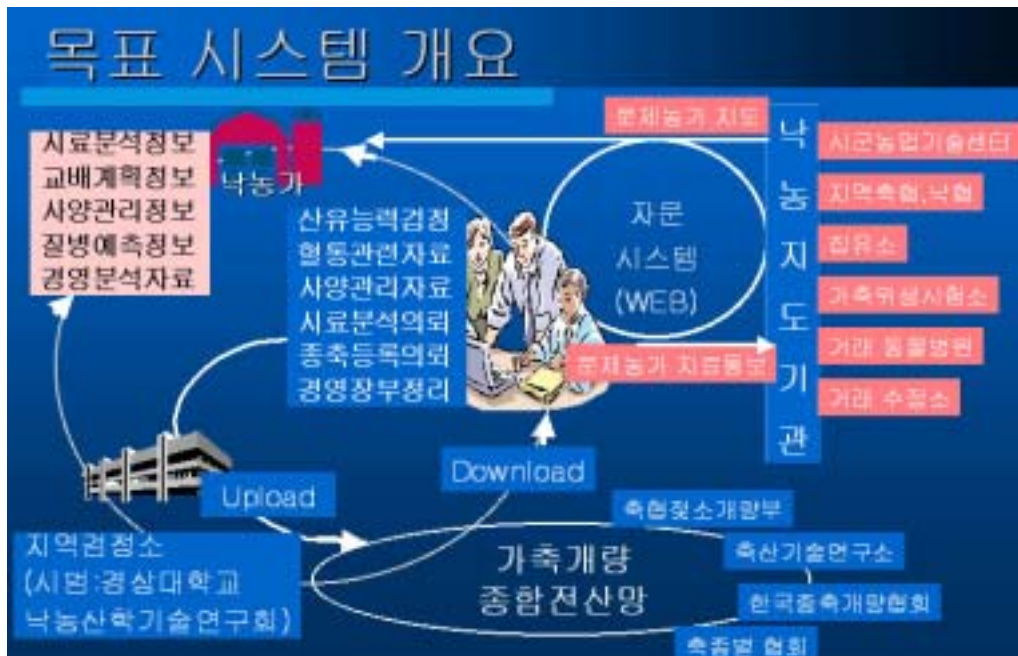 목표 시스템 개요
시료분석정보
교배계획정보
사양관리정보
질병예측정보
경영분석자료
낙농가
산유능력검정
혈통관련자료
사양관리자료
시료분석의뢰
종축등록의뢰
경영장부정리
문제농가 지도
자문
시스템
(WEB)
문제농가 자료통보
낙
농
지
도
기
관
시군농업기술센터
지역축협,낙협
집유소
가축위생시험소
거래 동물병원
거래 수정소
Upload
Download
지역검정소
(시범:경상대학교
낙농산학기술연구회)
가축개량
종합전산망
축협젖소개량부
축산기술연구소
한국종축개량협회
축종별 협회